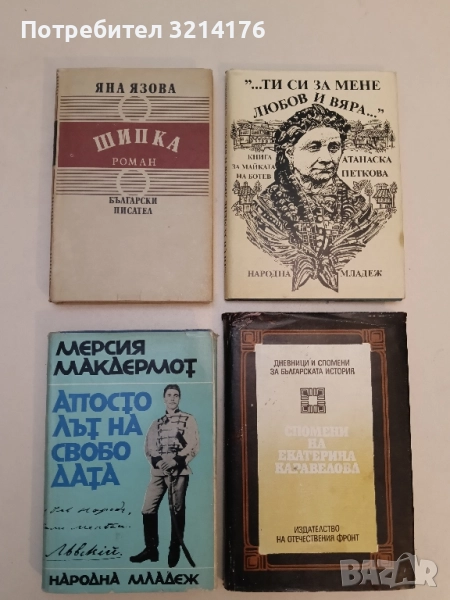 Потребител 3214176
ЯНА ЯЗОВА
ШИПКА
РОМАН
БЪЛГАРСКИ
ПИСАТЕЛ
"...ТИ СИ ЗА МЕНЕ
ЛЮБОВ И ВЯРА..."
КНИГА
ЗА МАЙКАТА
НА БОТЕВ
АТАНАСКА
ПЕТКОВА
НАРОДНА МЛАДЕЖ
МЕРСИЯ
МАКДЕРМОТ
АПОСТО
ЛЪТ НА
СВОБО
ДАТА
НАРОДНА МЛАДЕЖ
ДНЕВНИЦИ И СПОМЕНИ
ЗА БЪЛГАРСКАТА ИСТОРИЯ
СПОМЕНИ
НА
ЕКАТЕРИНА
КАРАВЕЛОВА
ИЗДАТЕЛСТВО
НА ОТЕЧЕСТВЕНИЯ ФРОНТ
BAZAR